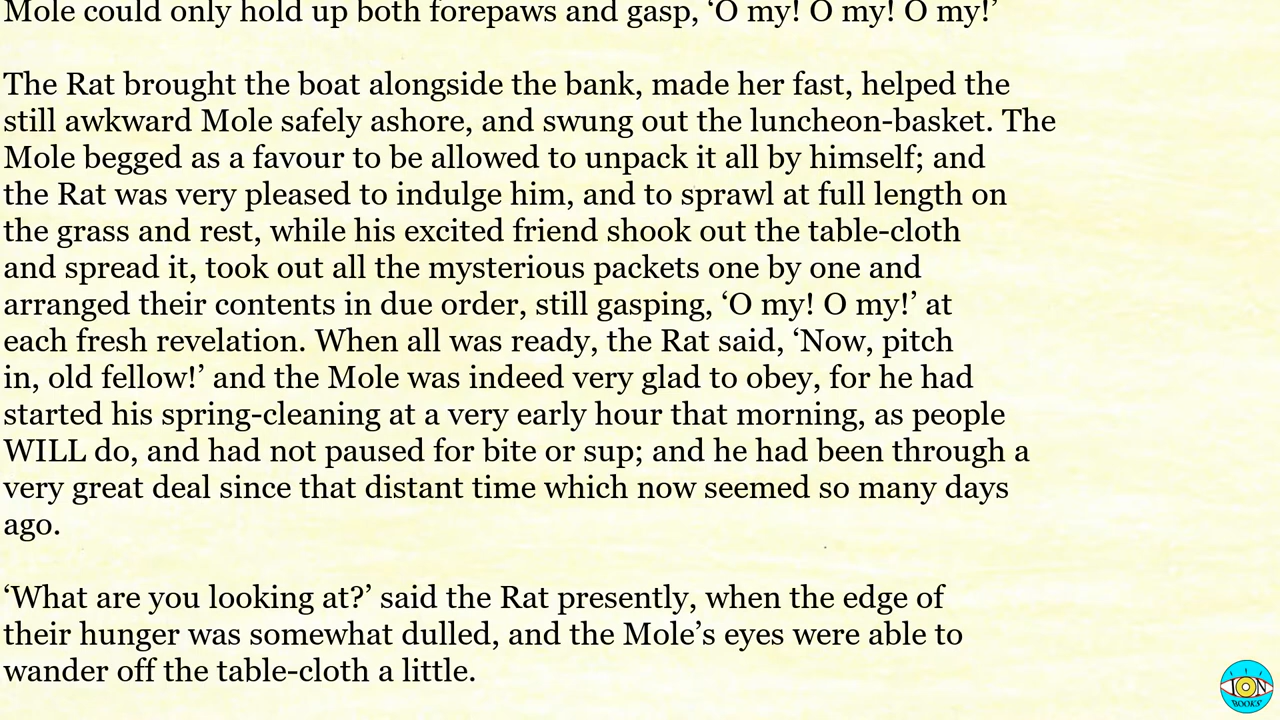 Mole could only hold up both forepaws and gasp, ‘O my! O my! O my!’
The Rat brought the boat alongside the bank, made her fast, helped the
still awkward Mole safely ashore, and swung out the luncheon-basket. The
Mole begged as a favour to be allowed to unpack it all by himself; and
the Rat was very pleased to indulge him, and to sprawl at full length on
the grass and rest, while his excited friend shook out the table-cloth
and spread it, took out all the mysterious packets one by one and
arranged their contents in due order, still gasping, ‘O my! O my!’ at
each fresh revelation. When all was ready, the Rat said, ‘Now, pitch
in, old fellow!’ and the Mole was indeed very glad to obey, for he had
started his spring-cleaning at a very early hour that morning, as people
WILL do, and had not paused for bite or sup; and he had been through a
very great deal since that distant time which now seemed so many days
ago.
‘What are you looking at?’ said the Rat presently, when the edge of
their hunger was somewhat dulled, and the Mole’s eyes were able to
wander off the table-cloth a little.
ION
BOOKS